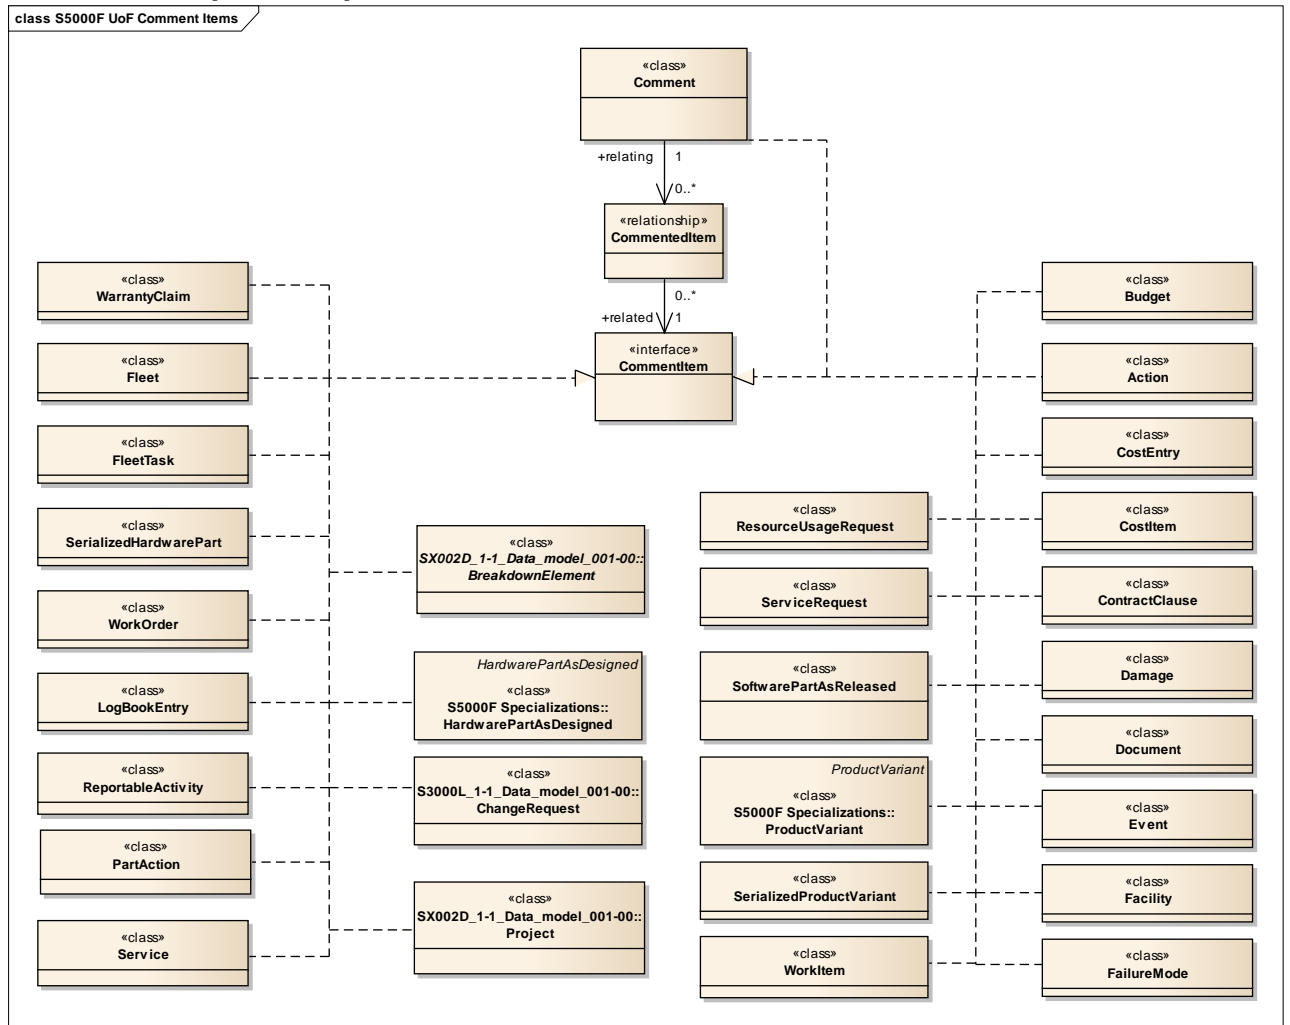 class S5000F UoF Comment Items
«class»
Comment
+relating
1
0..*
«relationship»
CommentedItem
0..*
+related
1
«interface»
CommentItem
«class»
WarrantyClaim
«class»
Fleet
«class»
FleetTask
«class»
SerializedHardwarePart
«class»
WorkOrder
«class»
LogBookEntry
«class»
ReportableActivity
«class»
PartAction
«class»
Service
«class»
SX002D_1-1_Data_model_001-00::
BreakdownElement
HardwarePartAsDesigned
«class»
S5000F Specializations::
HardwarePartAsDesigned
«class»
S3000L_1-1_Data_model_001-00::
ChangeRequest
«class»
SX002D_1-1_Data_model_001-00::
Project
«class»
ResourceUsageRequest
«class»
ServiceRequest
«class»
SoftwarePartAsReleased
ProductVariant
«class»
S5000F Specializations::
ProductVariant
«class»
SerializedProductVariant
«class»
WorkItem
«class»
Budget
«class»
Action
«class»
CostEntry
«class»
CostItem
«class»
ContractClause
«class»
Damage
«class»
Document
«class»
Event
«class»
Facility
«class»
FailureMode